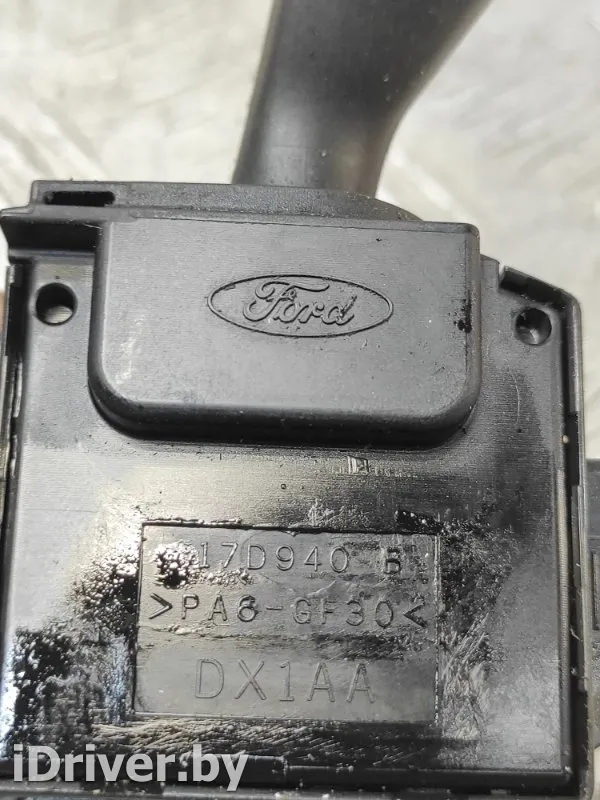 Ford
17D940 B
>PA6-GF30<
DX1AA
iDriver.by